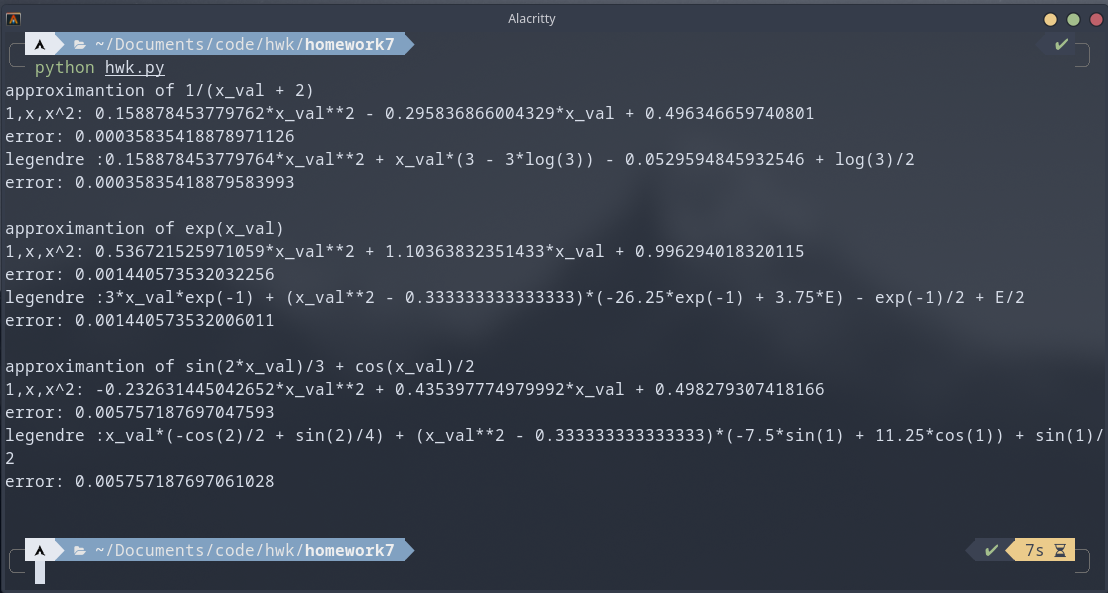 Alacritty
~/Documents/code/hwk/homework7 ✔
python hwk.py
approximantion of 1/(x_val + 2)
1,x,x^2: 0.158878453779762*x_val**2 - 0.295836866004329*x_val + 0.496346659740801
error: 0.00035835418878971126
legendre :0.158878453779764*x_val**2 + x_val*(3 - 3*log(3)) - 0.0529594845932546 + log(3)/2
error: 0.00035835418879583993
approximantion of exp(x_val)
1,x,x^2: 0.536721525971059*x_val**2 + 1.10363832351433*x_val + 0.996294018320115
error: 0.001440573532032256
legendre :3*x_val*exp(-1) + (x_val**2 - 0.333333333333333)*(-26.25*exp(-1) + 3.75*E) - exp(-1)/2 + E/2
error: 0.001440573532006011
approximantion of sin(2*x_val)/3 + cos(x_val)/2
1,x,x^2: -0.232631445042652*x_val**2 + 0.435397774979992*x_val + 0.498279307418166
error: 0.005757187697047593
legendre :x_val*(-cos(2)/2 + sin(2)/4) + (x_val**2 - 0.333333333333333)*(-7.5*sin(1) + 11.25*cos(1)) + sin(1)/
2
error: 0.005757187697061028
~/Documents/code/hwk/homework7 ✔ 7s